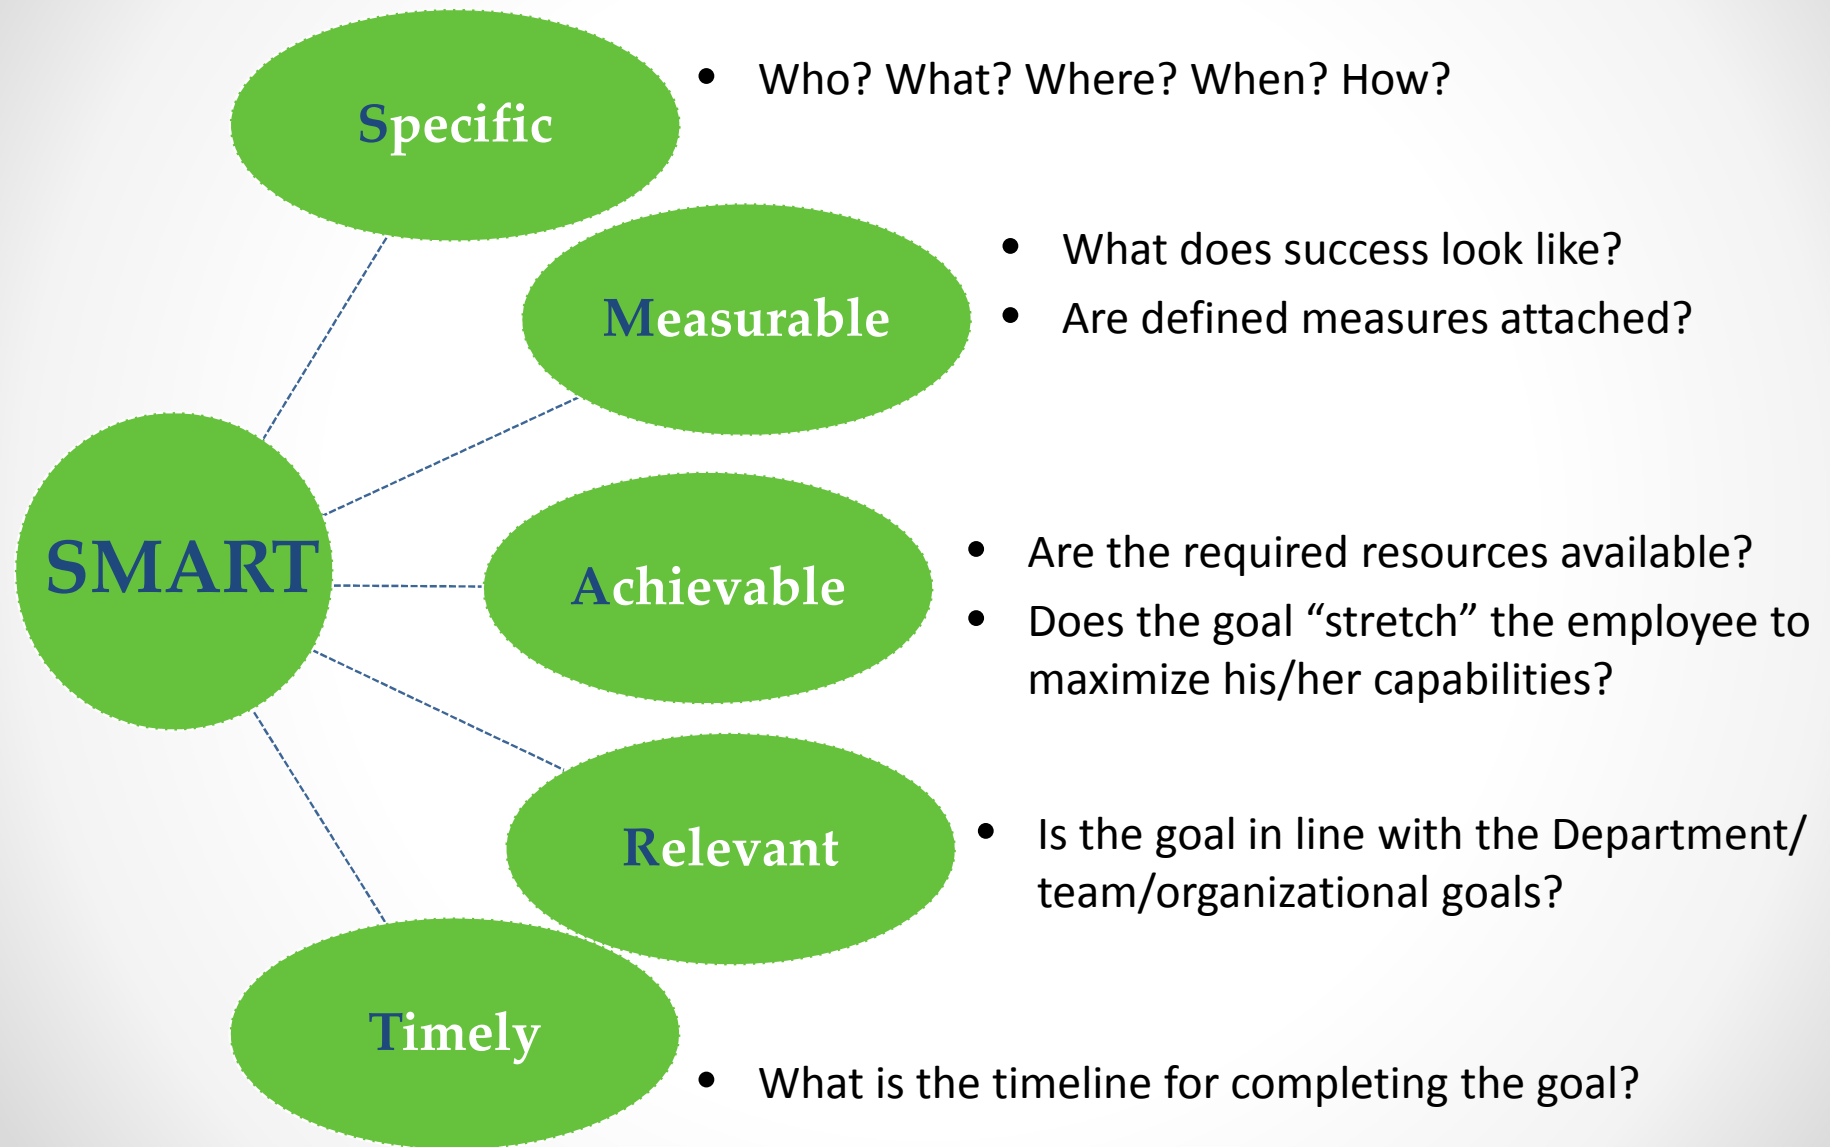 Specific
• Who? What? Where? When? How?
Measurable
• What does success look like?
• Are defined measures attached?
SMART
Achievable
• Are the required resources available?
• Does the goal “stretch” the employee to
maximize his/her capabilities?
Relevant
• Is the goal in line with the Department/
team/organizational goals?
Timely
• What is the timeline for completing the goal?